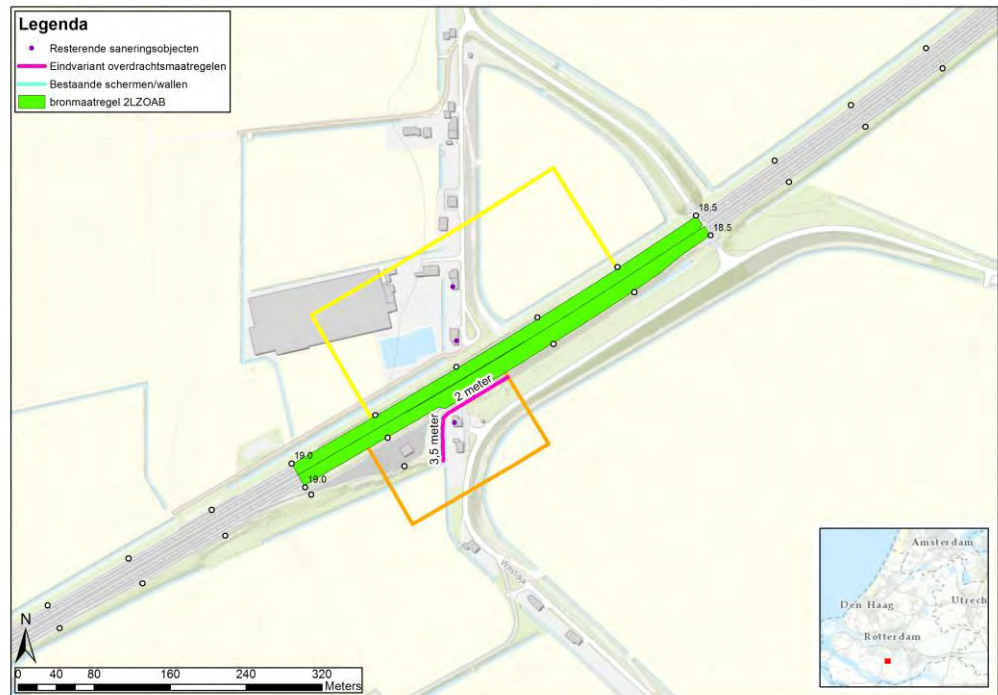 Legenda
Resterende saneringsobjecten
Eindvariant overdrachtsmaatregelen
Bestaande schermen/wallen
bronmaatregel 2LZOAB
18.5
18.5
2 meter
3,5 meter
19.0
19.0
Westdijk
N
0 40 80 160 240 320
Meters
Amsterdam
Utrech
Den Haag
Rotterdam